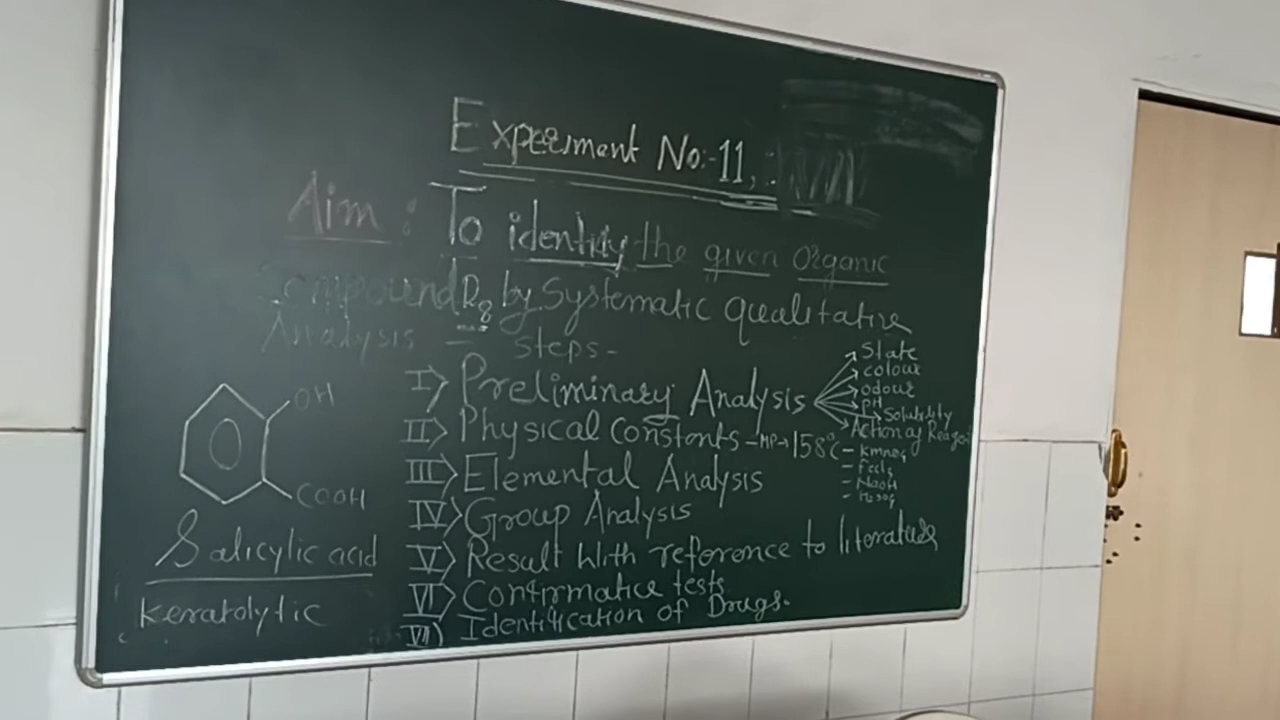 Experiment No:-11, :
Aim : To identify the given Organic
Compound D8 by Systematic qualitative
Analysis - steps-
I) Preliminary Analysis
State
colour
odour
pH
Solubility
Action of Reagent
II) Physical Constants - MP→158°C
- KMnO4
- FeCl3
- NaOH
- H2SO4
III) Elemental Analysis
IV) Group Analysis
V) Result With reference to literature
VI) Confirmatice tests
VII) Identification of Drugs.
OH
COOH
Salicylic acid
Keratolytic